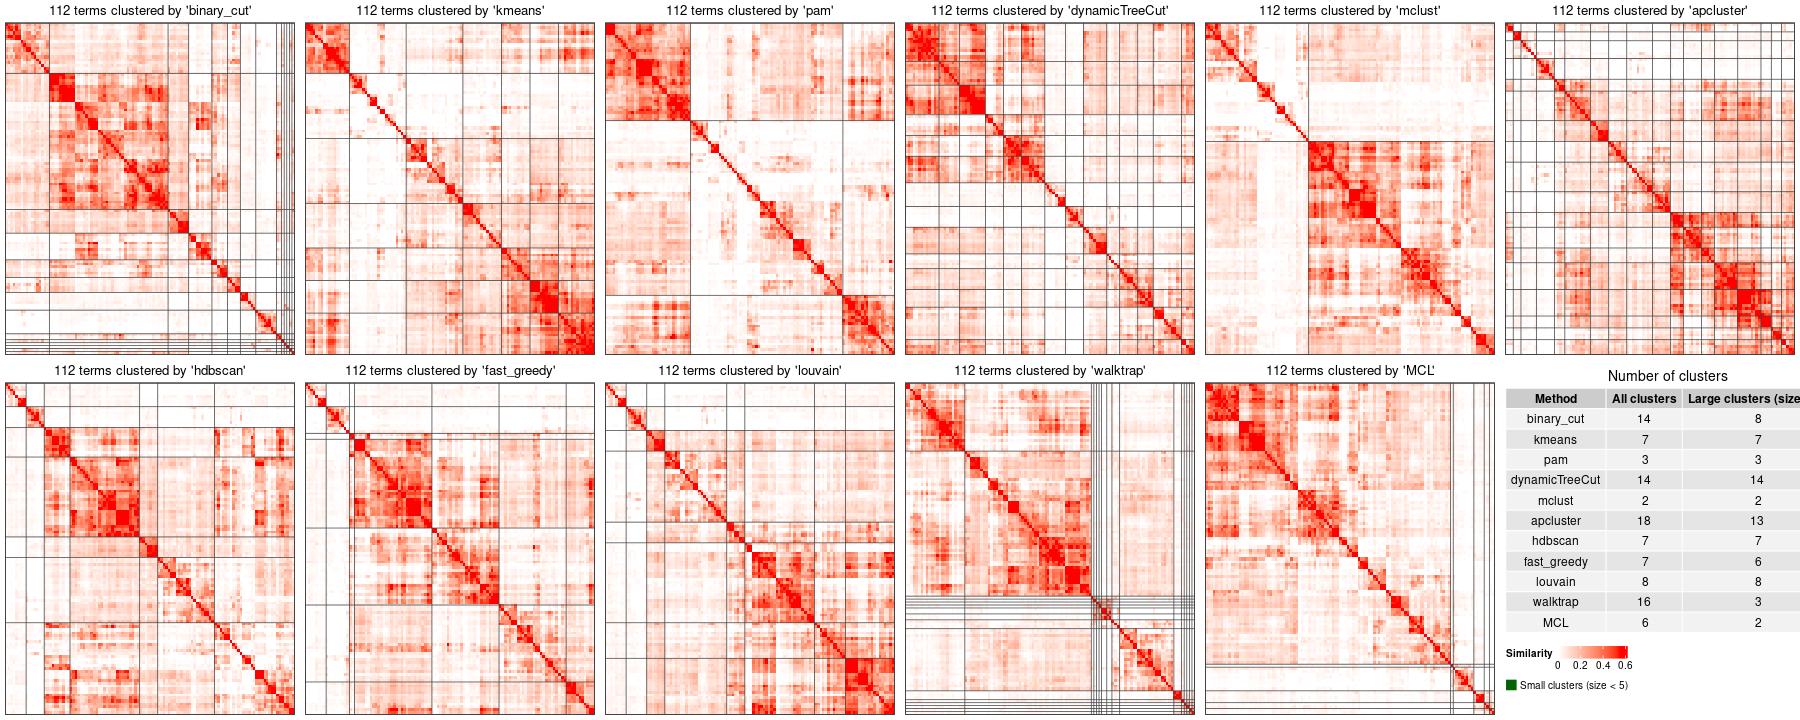 112 terms clustered by 'binary_cut'
112 terms clustered by 'kmeans'
112 terms clustered by 'pam'
112 terms clustered by 'dynamicTreeCut'
112 terms clustered by 'mclust'
112 terms clustered by 'apcluster'
112 terms clustered by 'hdbscan'
112 terms clustered by 'fast_greedy'
112 terms clustered by 'louvain'
112 terms clustered by 'walktrap'
112 terms clustered by 'MCL'
Number of clusters
Method All clusters Large clusters (size
binary_cut 14 8
kmeans 7 7
pam 3 3
dynamicTreeCut 14 14
mclust 2 2
apcluster 18 13
hdbscan 7 7
fast_greedy 7 6
louvain 8 8
walktrap 16 3
MCL 6 2
Similarity
0 0.2 0.4 0.6
Small clusters (size < 5)